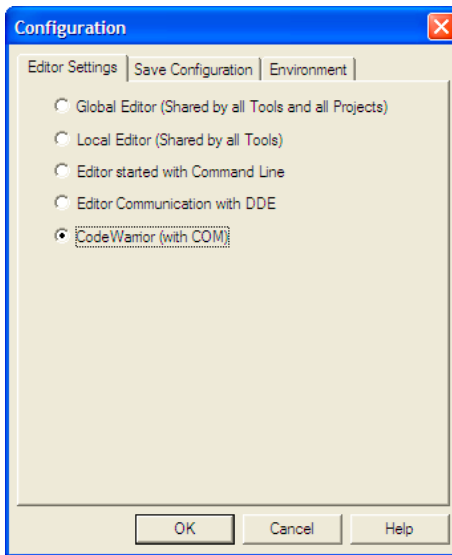 Configuration
Editor Settings Save Configuration Environment
Global Editor (Shared by all Tools and all Projects)
Local Editor (Shared by all Tools)
Editor started with Command Line
Editor Communication with DDE
CodeWarrior (with COM)
OK Cancel Help